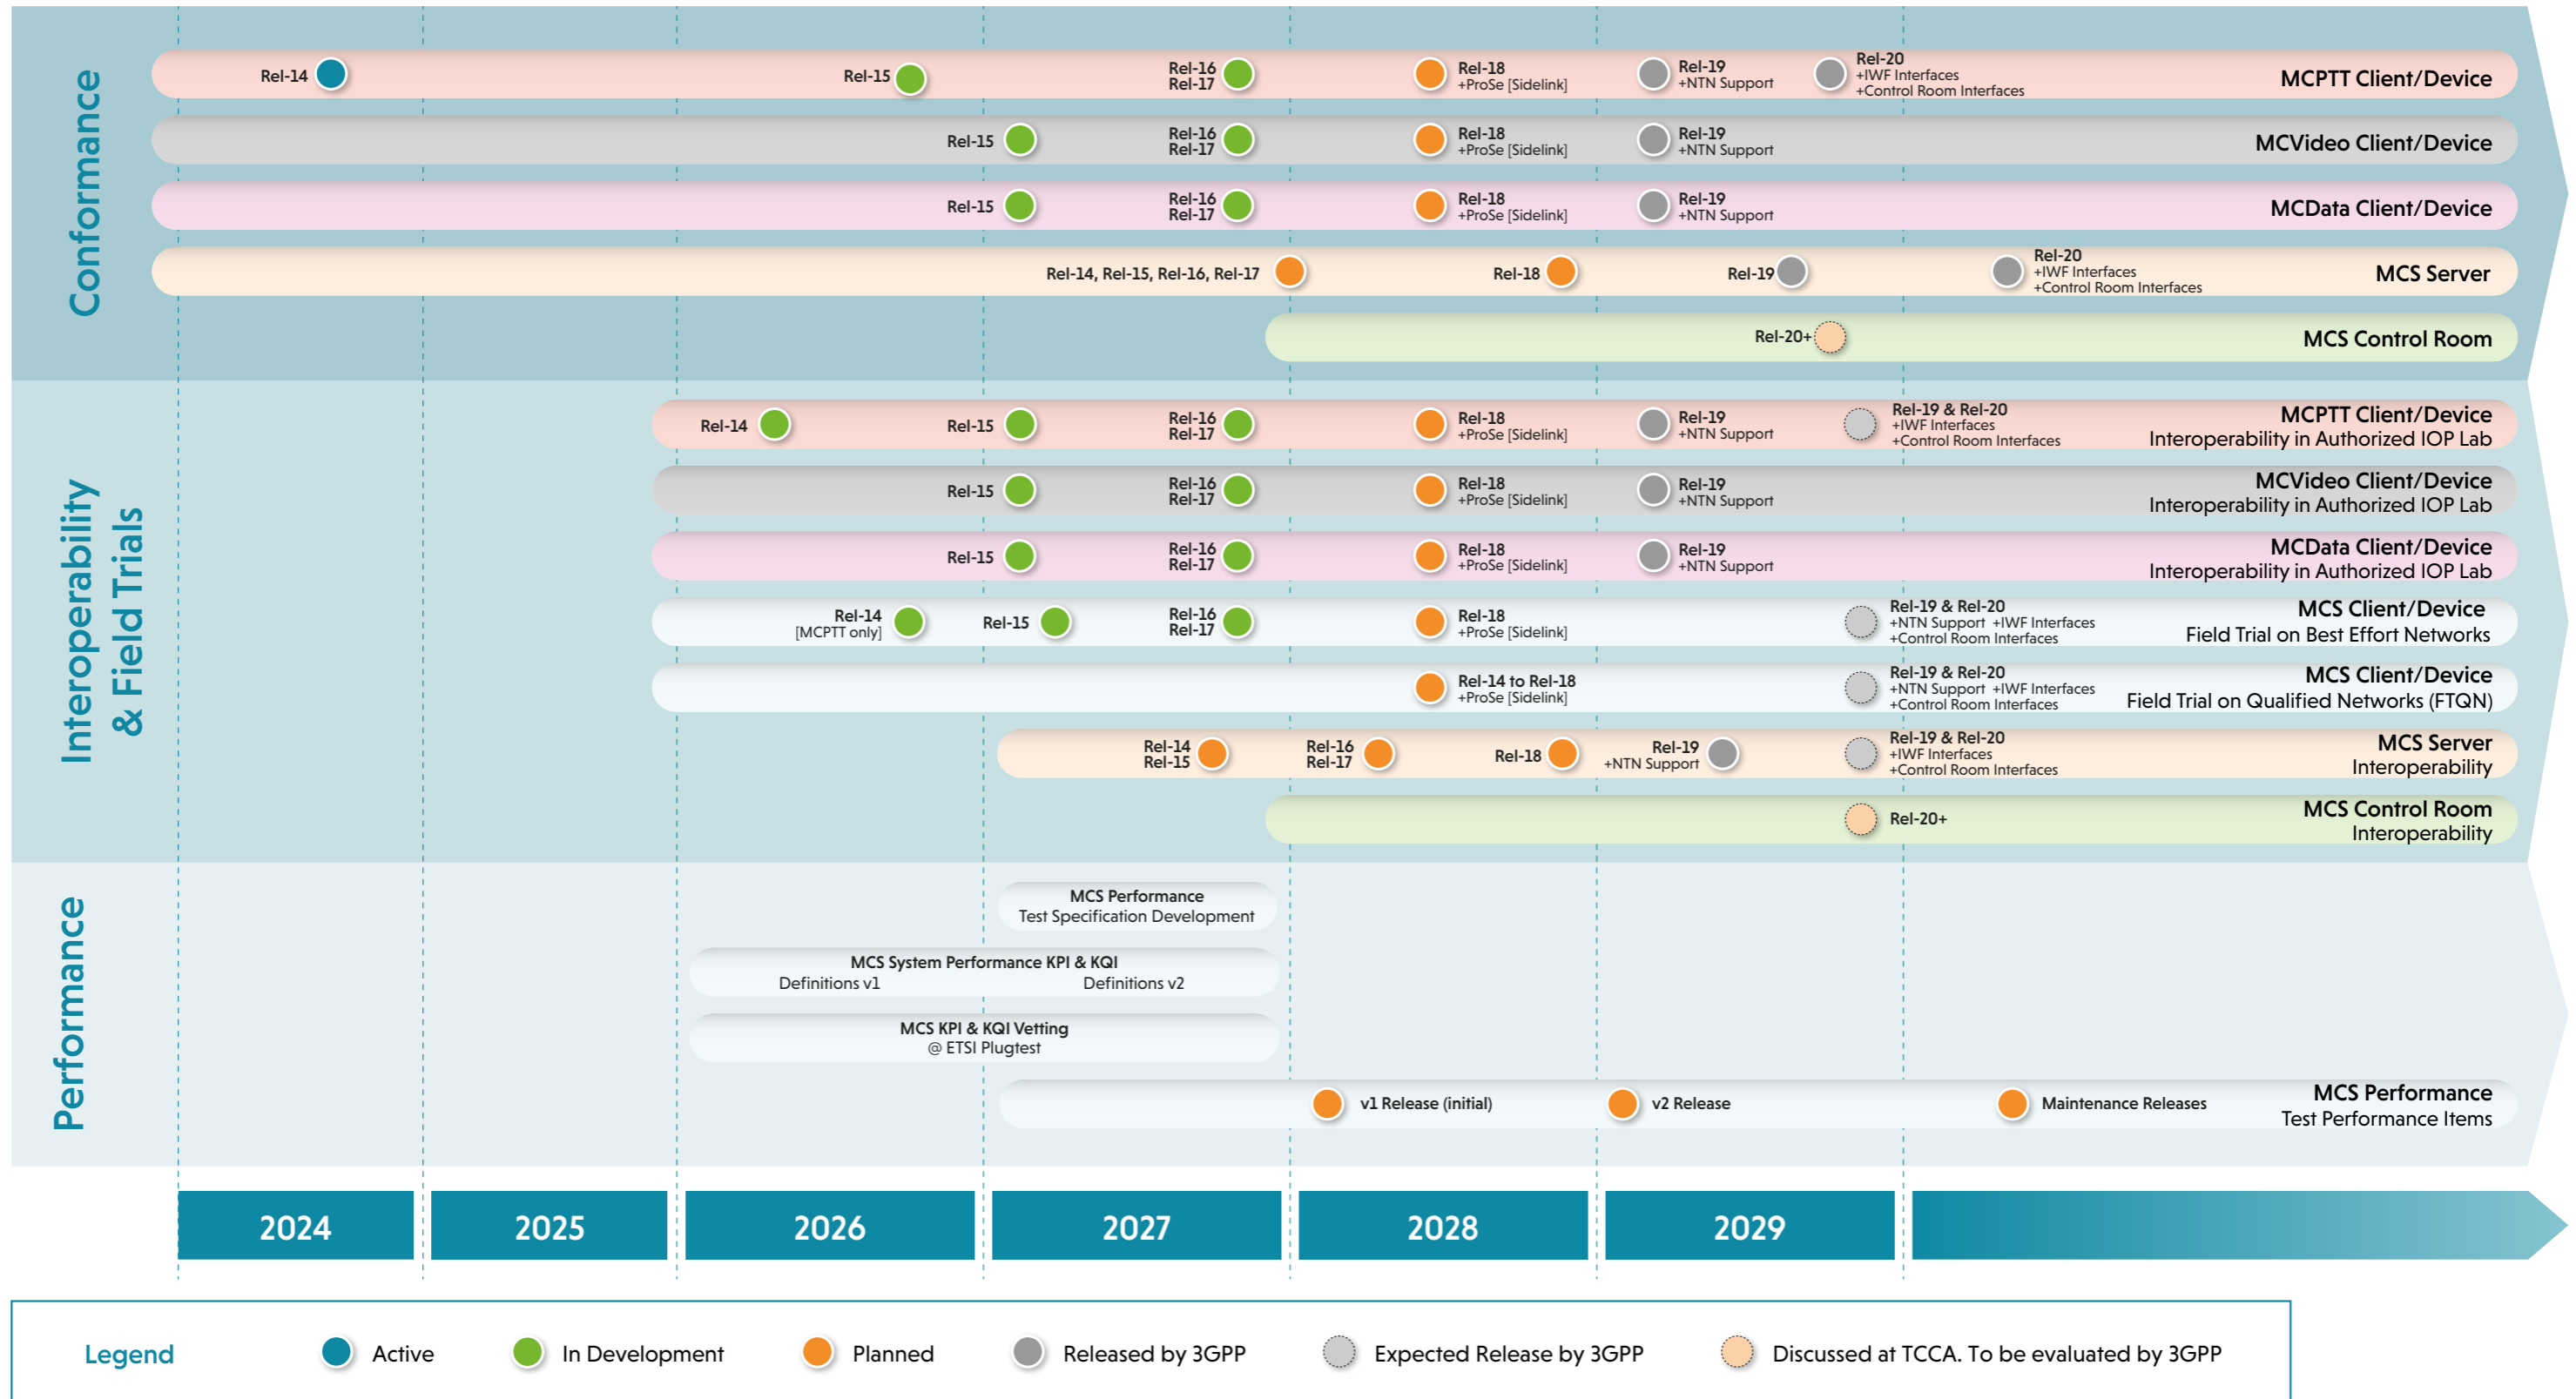 Conformance
Rel-14
Rel-15
Rel-16
Rel-17
Rel-18
+ProSe [Sidelink]
Rel-19
+NTN Support
Rel-20
+IWF Interfaces
+Control Room Interfaces
MCPTT Client/Device
Rel-15
Rel-16
Rel-17
Rel-18
+ProSe [Sidelink]
Rel-19
+NTN Support
MCVideo Client/Device
Rel-15
Rel-16
Rel-17
Rel-18
+ProSe [Sidelink]
Rel-19
+NTN Support
MCData Client/Device
Rel-14, Rel-15, Rel-16, Rel-17
Rel-18
Rel-19
Rel-20
+IWF Interfaces
+Control Room Interfaces
MCS Server
Rel-20+
MCS Control Room
Interoperability
& Field Trials
Rel-14
Rel-15
Rel-16
Rel-17
Rel-18
+ProSe [Sidelink]
Rel-19
+NTN Support
Rel-19 & Rel-20
+IWF Interfaces
+Control Room Interfaces
MCPTT Client/Device
Interoperability in Authorized IOP Lab
Rel-15
Rel-16
Rel-17
Rel-18
+ProSe [Sidelink]
Rel-19
+NTN Support
MCVideo Client/Device
Interoperability in Authorized IOP Lab
Rel-15
Rel-16
Rel-17
Rel-18
+ProSe [Sidelink]
Rel-19
+NTN Support
MCData Client/Device
Interoperability in Authorized IOP Lab
Rel-14
[MCPTT only]
Rel-15
Rel-16
Rel-17
Rel-18
+ProSe [Sidelink]
Rel-19 & Rel-20
+NTN Support +IWF Interfaces
+Control Room Interfaces
MCS Client/Device
Field Trial on Best Effort Networks
Rel-14 to Rel-18
+ProSe [Sidelink]
Rel-19 & Rel-20
+NTN Support +IWF Interfaces
+Control Room Interfaces
MCS Client/Device
Field Trial on Qualified Networks (FTQN)
Rel-14
Rel-15
Rel-16
Rel-17
Rel-18
Rel-19
+NTN Support
Rel-19 & Rel-20
+IWF Interfaces
+Control Room Interfaces
MCS Server
Interoperability
Rel-20+
MCS Control Room
Interoperability
Performance
MCS Performance
Test Specification Development
MCS System Performance KPI & KQI
Definitions v1 Definitions v2
MCS KPI & KQI Vetting
@ ETSI Plugtest
v1 Release (initial)
v2 Release
Maintenance Releases
MCS Performance
Test Performance Items
2024 2025 2026 2027 2028 2029
Legend
Active
In Development
Planned
Released by 3GPP
Expected Release by 3GPP
Discussed at TCCA. To be evaluated by 3GPP